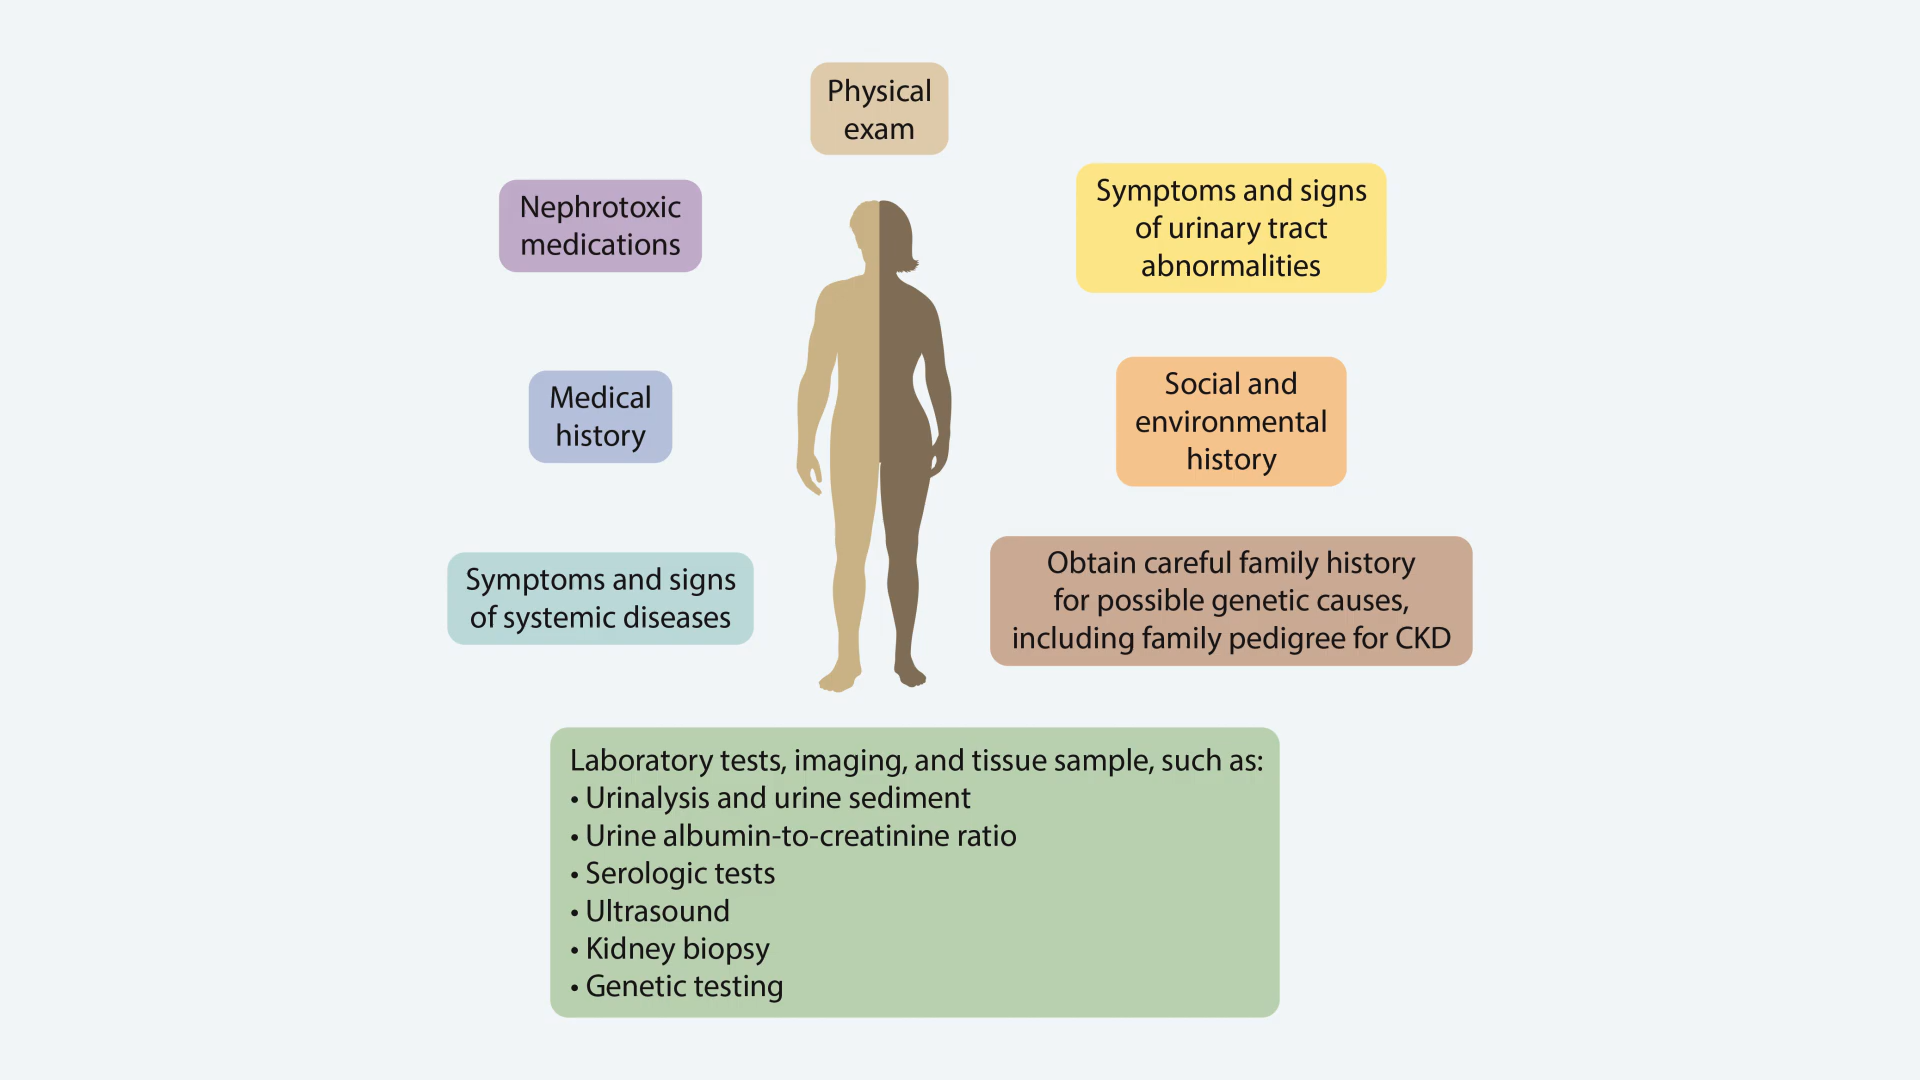 Physical
exam
Nephrotoxic
medications
Symptoms and signs
of urinary tract
abnormalities
Medical
history
Social and
environmental
history
Symptoms and signs
of systemic diseases
Obtain careful family history
for possible genetic causes,
including family pedigree for CKD
Laboratory tests, imaging, and tissue sample, such as:
• Urinalysis and urine sediment
• Urine albumin-to-creatinine ratio
• Serologic tests
• Ultrasound
• Kidney biopsy
• Genetic testing